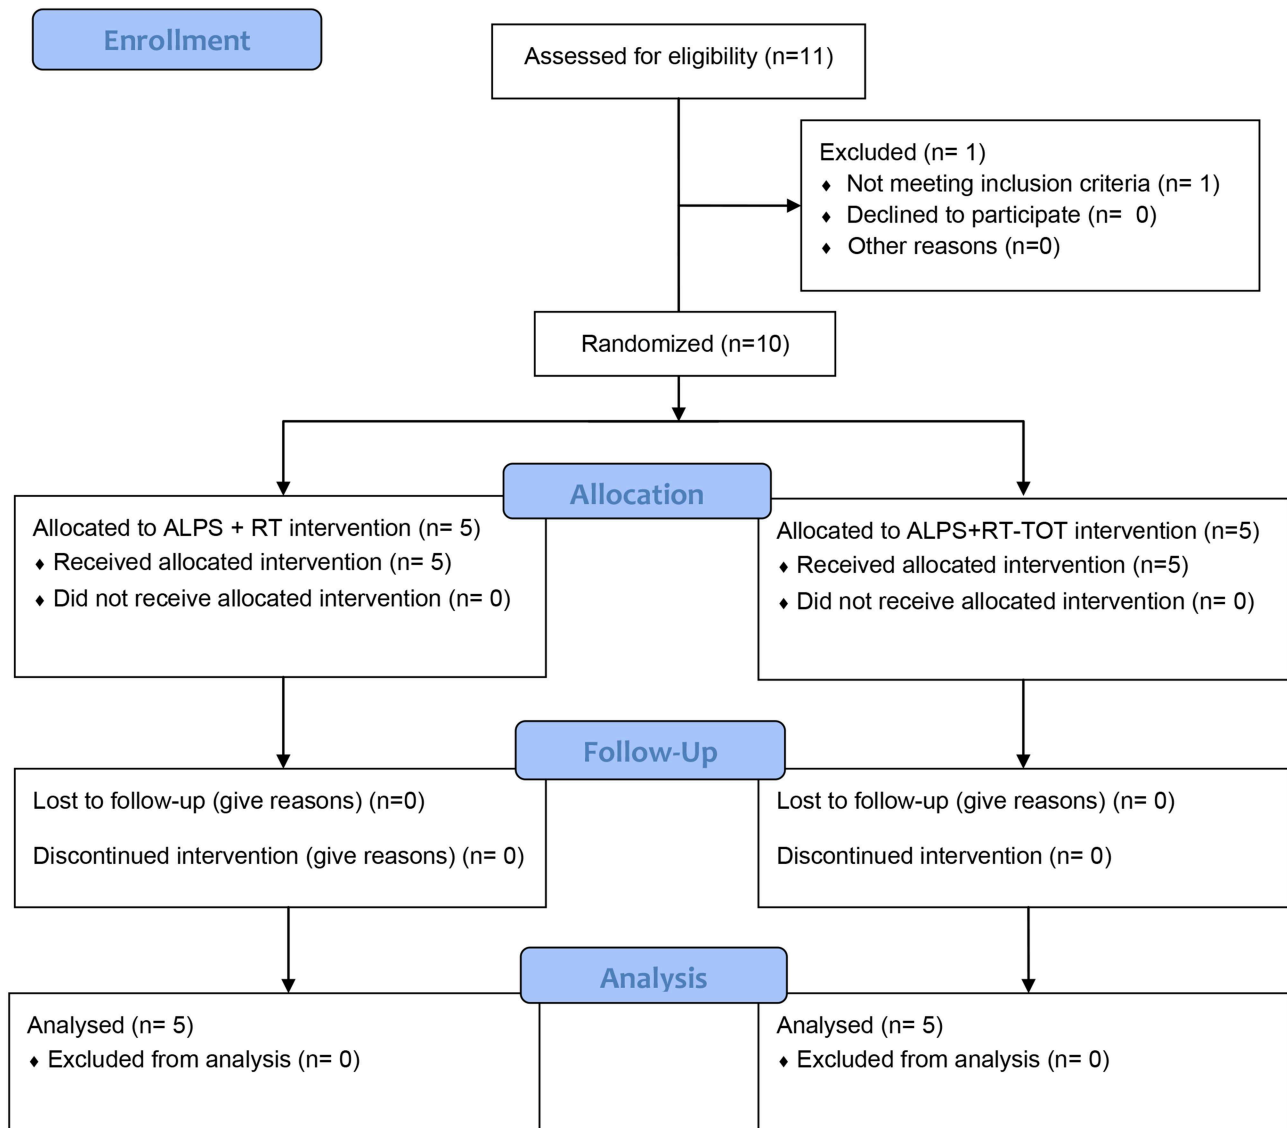 Enrollment
Assessed for eligibility (n=11)
Excluded (n= 1)
♦ Not meeting inclusion criteria (n= 1)
♦ Declined to participate (n=  0)
♦ Other reasons (n=0)
Randomized (n=10)
Allocation
Allocated to ALPS + RT intervention (n= 5)
♦ Received allocated intervention (n= 5)
♦ Did not receive allocated intervention (n= 0)
Allocated to ALPS+RT-TOT intervention (n=5)
♦ Received allocated intervention (n=5)
♦ Did not receive allocated intervention (n= 0)
Follow-Up
Lost to follow-up (give reasons) (n=0)
Discontinued intervention (give reasons) (n= 0)
Lost to follow-up (give reasons) (n= 0)
Discontinued intervention (n= 0)
Analysis
Analysed (n= 5)
♦ Excluded from analysis (n= 0)
Analysed (n= 5)
♦ Excluded from analysis (n= 0)